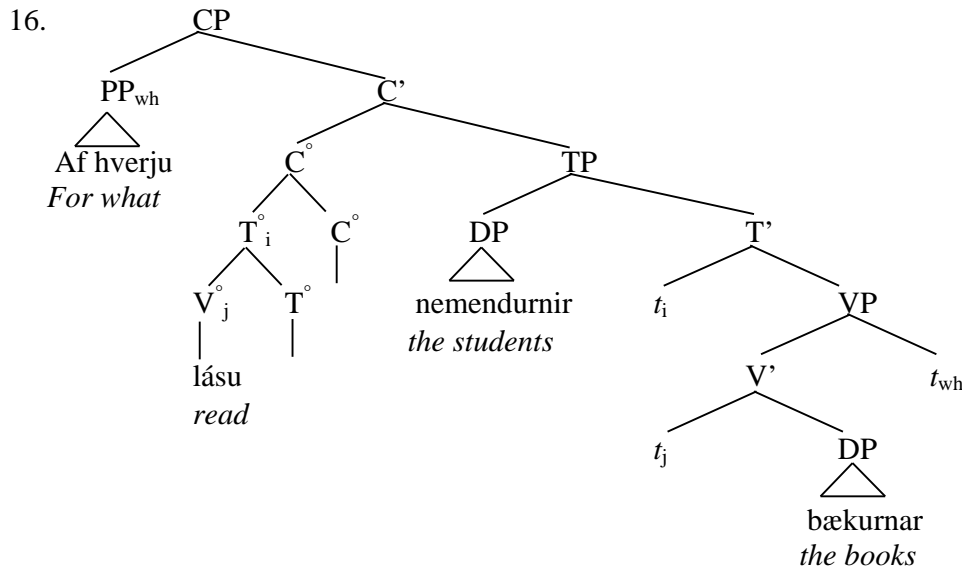 16. CP
PPwh C’
Af hverju C° TP
For what
T°i C° DP T’
V°j T° nemendurnir ti VP
the students
lásu V’ twh
read
tj DP
bækurnar
the books